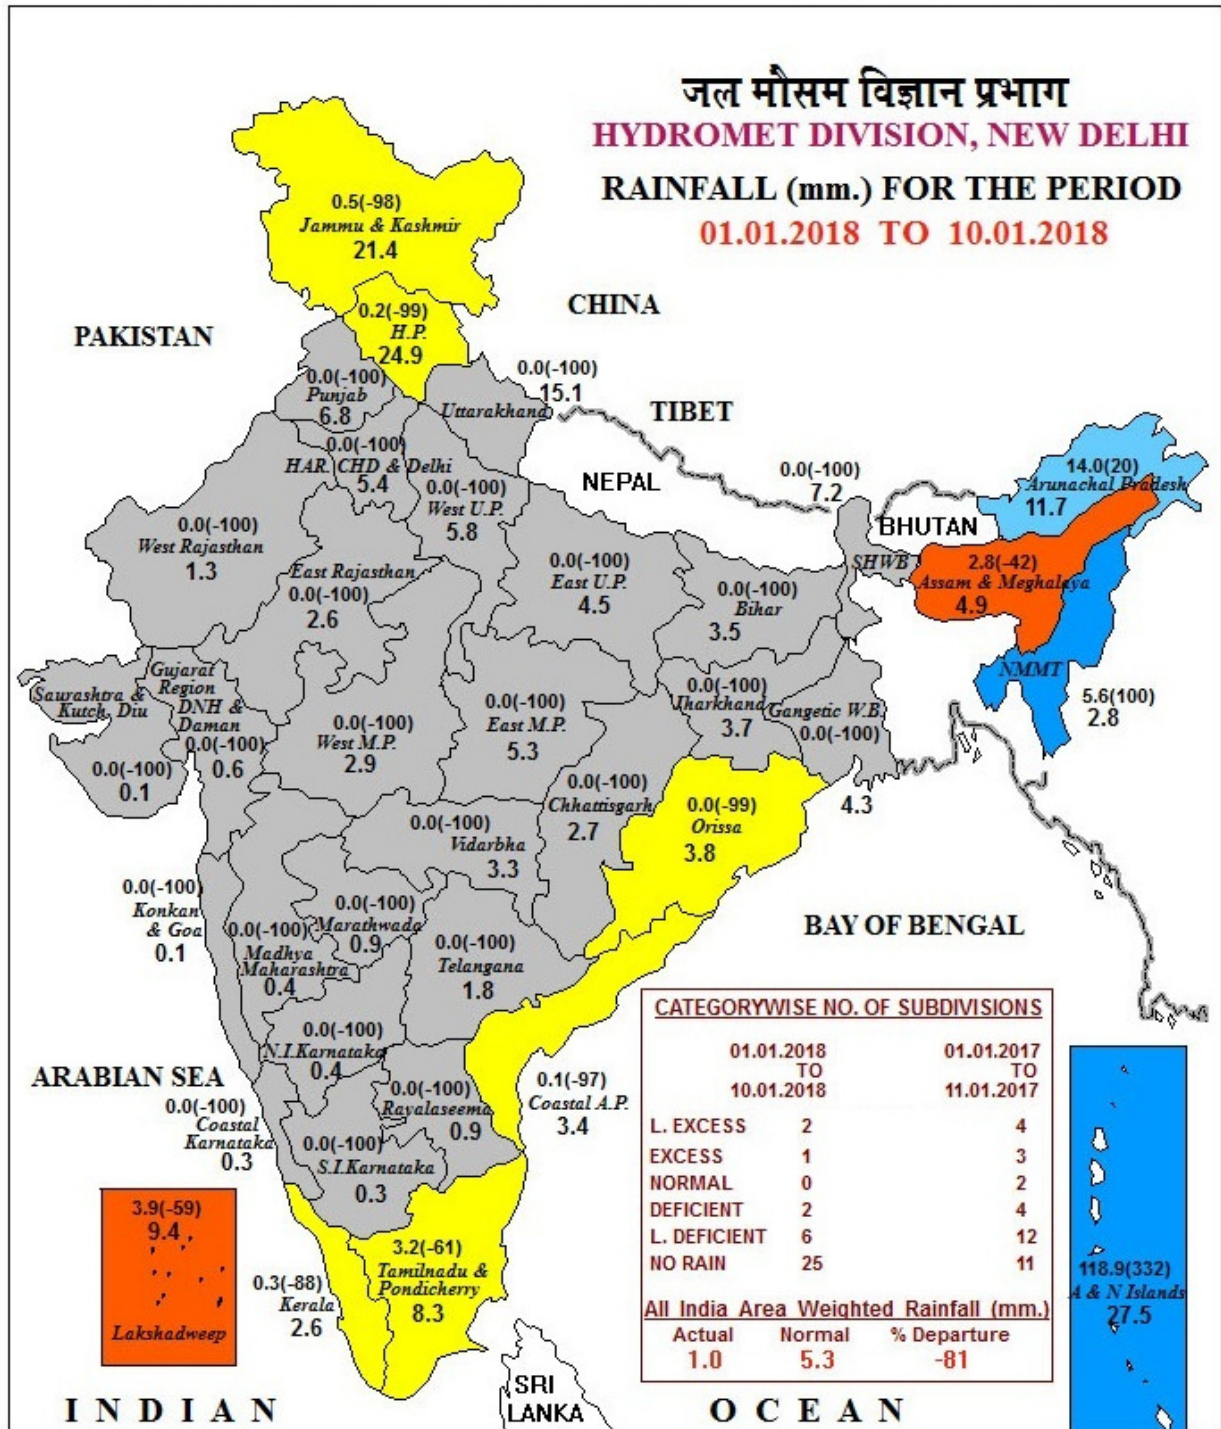 जल मौसम विज्ञान प्रभाग
HYDROMET DIVISION, NEW DELHI
RAINFALL (mm.) FOR THE PERIOD
01.01.2018 TO 10.01.2018
0.5(-98)
Jammu & Kashmir
21.4
CHINA
PAKISTAN
0.2(-99)
H.P.
24.9
0.0(-100)
Punjab
6.8
0.0(-100)
15.1
Uttarakhand
TIBET
0.0(-100)
HAR. CHD & Delhi
5.4
NEPAL
0.0(-100)
7.2
14.0(20)
Arunachal Pradesh
11.7
0.0(-100)
West U.P.
5.8
BHUTAN
0.0(-100)
West Rajasthan
1.3
East Rajasthan
0.0(-100)
2.6
0.0(-100)
East U.P.
4.5
0.0(-100)
Bihar
3.5
SHWB
2.8(-42)
Assam & Meghalaya
4.9
Saurashtra &
Kutch, Diu
0.0(-100)
0.1
Gujarat
Region
DNH &
Daman
0.0(-100)
0.6
0.0(-100)
West M.P.
2.9
0.0(-100)
East M.P.
5.3
0.0(-100)
Jharkhand
3.7
Gangetic W.B.
0.0(-100)
4.3
NMMT
5.6(100)
2.8
0.0(-100)
Chhattisgarh
2.7
0.0(-99)
Orissa
3.8
0.0(-100)
Vidarbha
3.3
0.0(-100)
Konkan
& Goa
0.1
0.0(-100)
Madhya
Maharashtra
0.4
0.0(-100)
Marathwada
0.9
0.0(-100)
Telangana
1.8
BAY OF BENGAL
0.0(-100)
N.I.Karnataka
0.4
ARABIAN SEA
0.0(-100)
Coastal
Karnataka
0.3
0.0(-100)
Rayalaseema
0.9
0.1(-97)
Coastal A.P.
3.4
0.0(-100)
S.I.Karnataka
0.3
3.9(-59)
9.4
Lakshadweep
0.3(-88)
Kerala
2.6
3.2(-61)
Tamilnadu &
Pondicherry
8.3
CATEGORYWISE NO. OF SUBDIVISIONS
01.01.2018 01.01.2017
TO TO
10.01.2018 11.01.2017
L. EXCESS 2 4
EXCESS 1 3
NORMAL 0 2
DEFICIENT 2 4
L. DEFICIENT 6 12
NO RAIN 25 11
All India Area Weighted Rainfall (mm.)
Actual Normal % Departure
1.0 5.3 -81
118.9(332)
A & N Islands
27.5
SRI
LANKA
INDIAN OCEAN